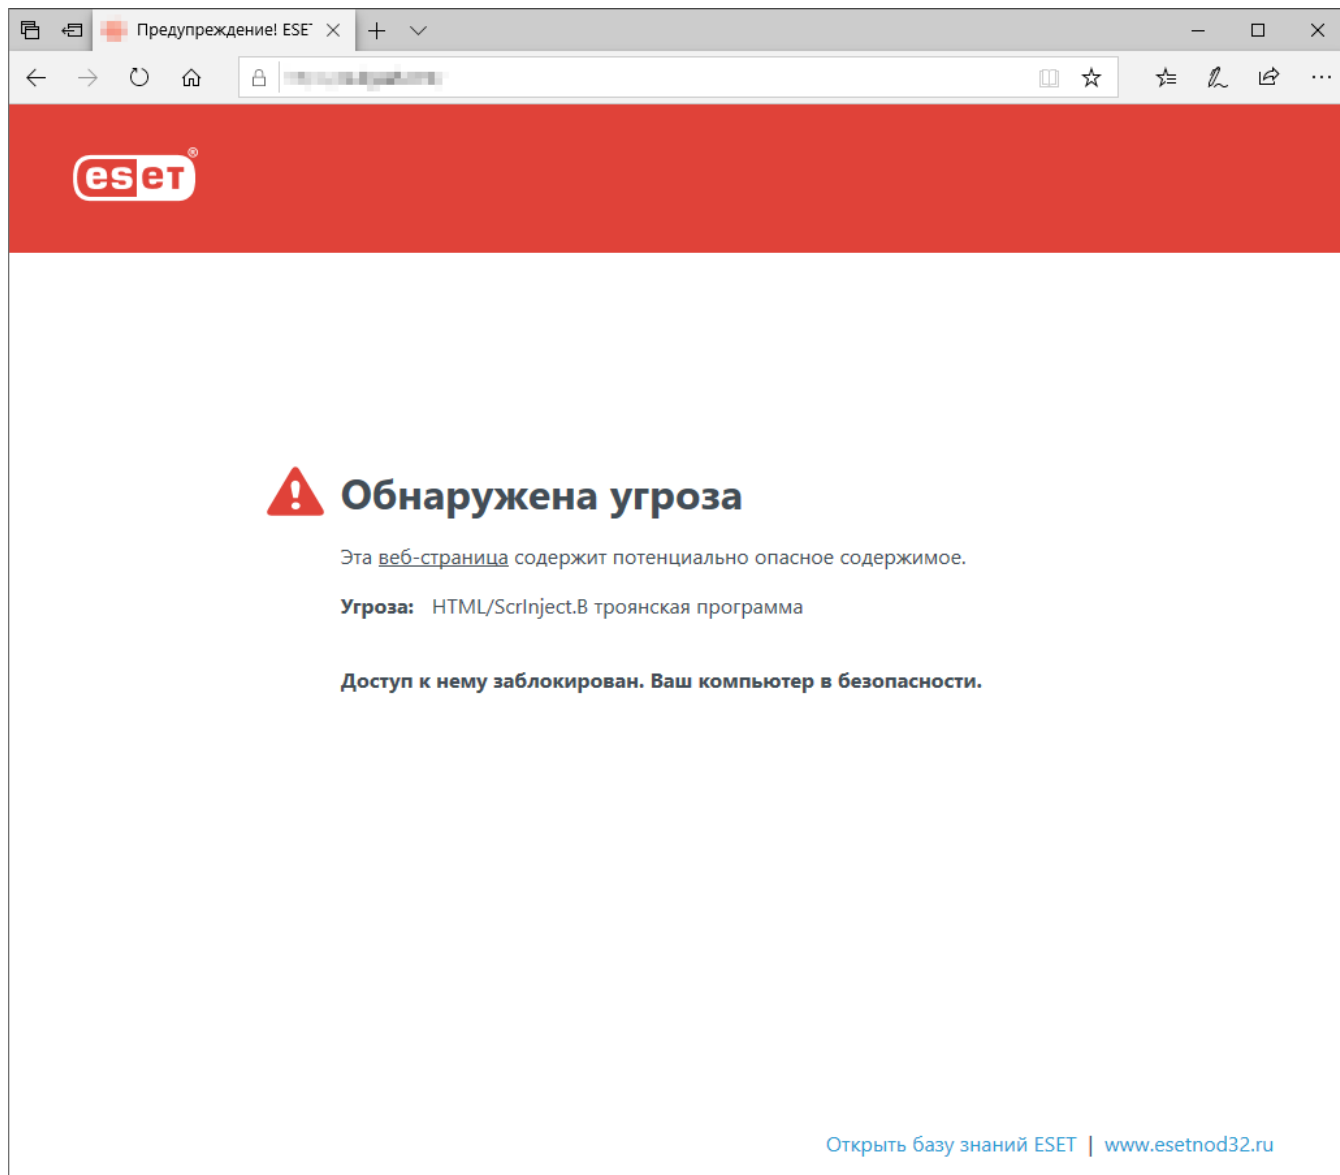 Предупреждение! ESET
eset®
Обнаружена угроза
Эта веб-страница содержит потенциально опасное содержимое.
Угроза: HTML/ScrInject.B троянская программа
Доступ к нему заблокирован. Ваш компьютер в безопасности.
Открыть базу знаний ESET | www.esetnod32.ru